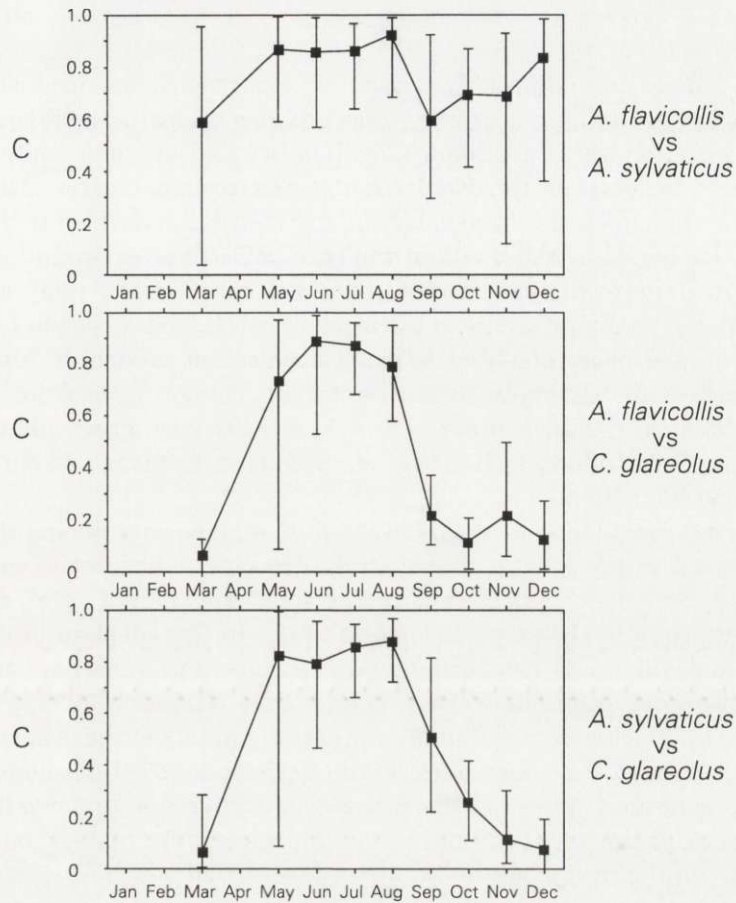 1.0
0.8
0.6
C
0.4
0.2
0
Jan Feb Mar Apr May Jun Jul Aug Sep Oct Nov Dec
A. flavicollis
vs
A. sylvaticus
1.0
0.8
0.6
C
0.4
0.2
0
Jan Feb Mar Apr May Jun Jul Aug Sep Oct Nov Dec
A. flavicollis
vs
C. glareolus
1.0
0.8
0.6
C
0.4
0.2
0
Jan Feb Mar Apr May Jun Jul Aug Sep Oct Nov Dec
A. sylvaticus
vs
C. glareolus